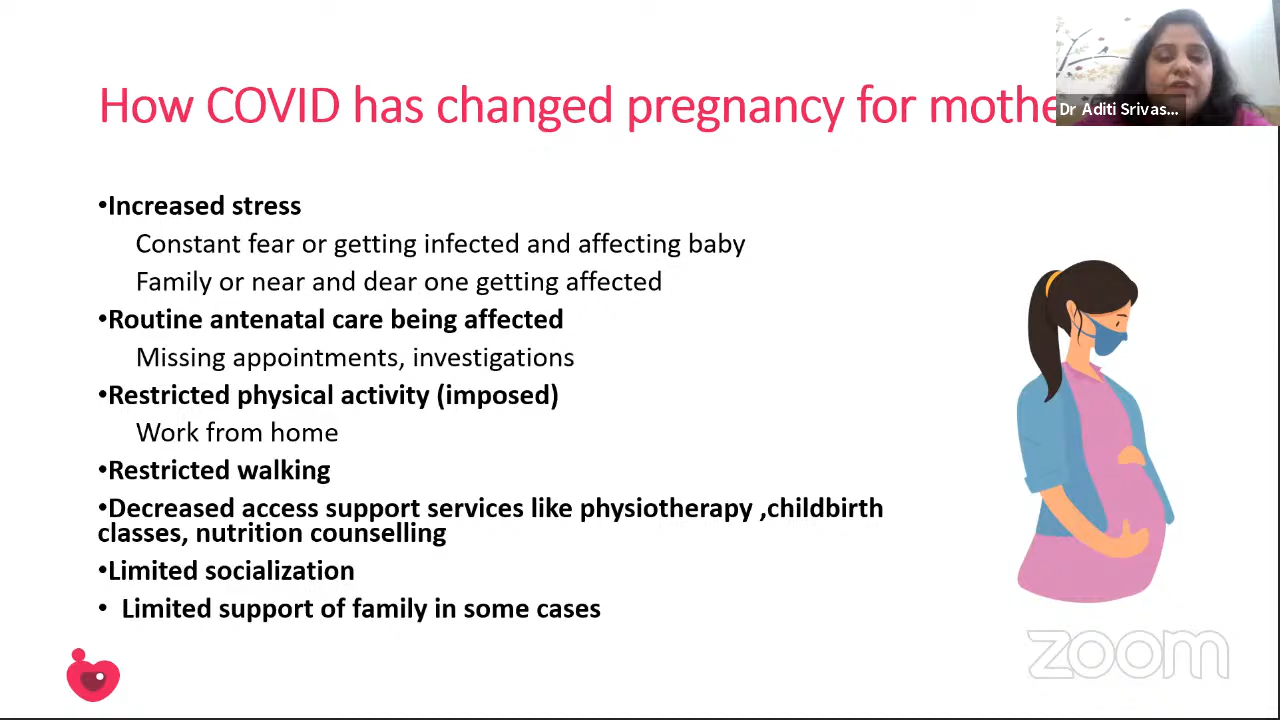 How COVID has changed pregnancy for mothe
Dr Aditi Srivas...
•Increased stress
Constant fear or getting infected and affecting baby
Family or near and dear one getting affected
•Routine antenatal care being affected
Missing appointments, investigations
•Restricted physical activity (imposed)
Work from home
•Restricted walking
•Decreased access support services like physiotherapy ,childbirth
classes, nutrition counselling
•Limited socialization
• Limited support of family in some cases
zoom